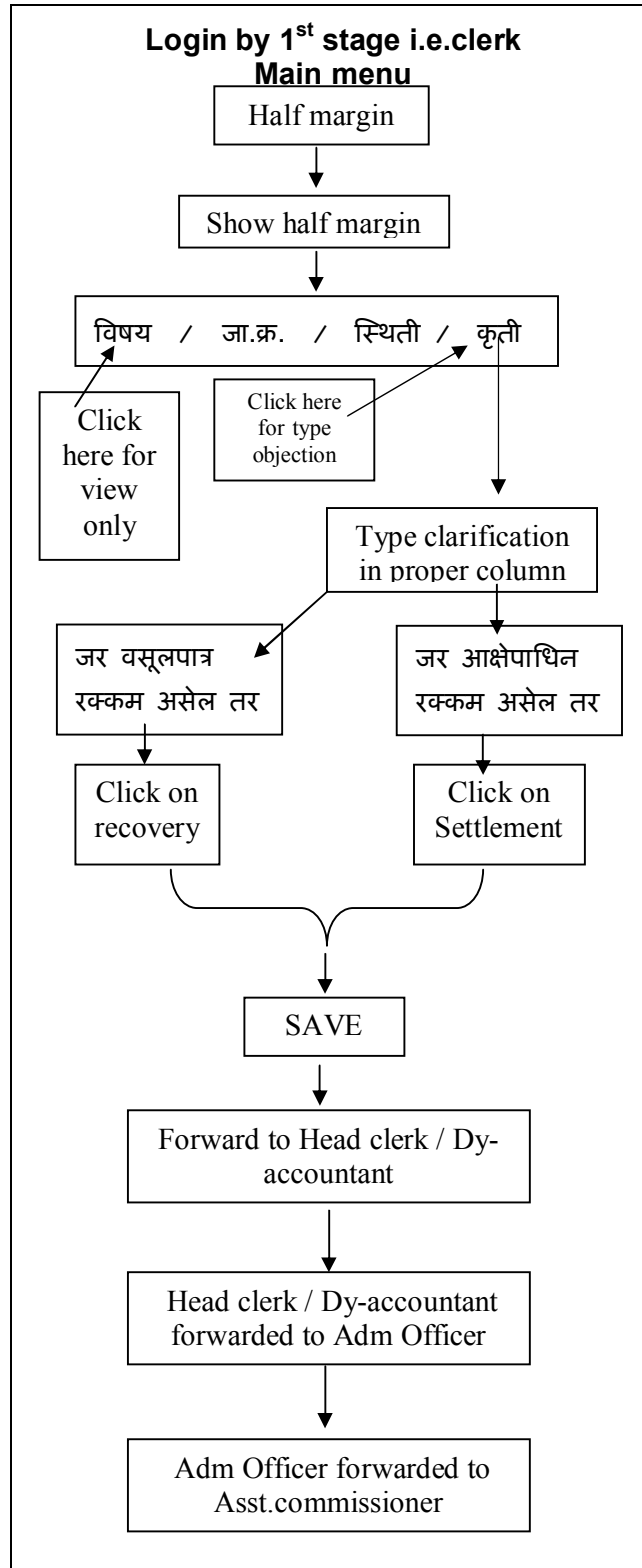 Login by 1st stage i.e.clerk
Main menu
Half margin
Show half margin
विषय / जा.क्र. / स्थिती / कृती
Click
here for
view
only
Click here
for type
objection
Type clarification
in proper column
जर वसूलपात्र
रक्कम असेल तर
जर आक्षेपाधिन
रक्कम असेल तर
Click on
recovery
Click on
Settlement
SAVE
Forward to Head clerk / Dy-
accountant
Head clerk / Dy-accountant
forwarded to Adm Officer
Adm Officer forwarded to
Asst.commissioner